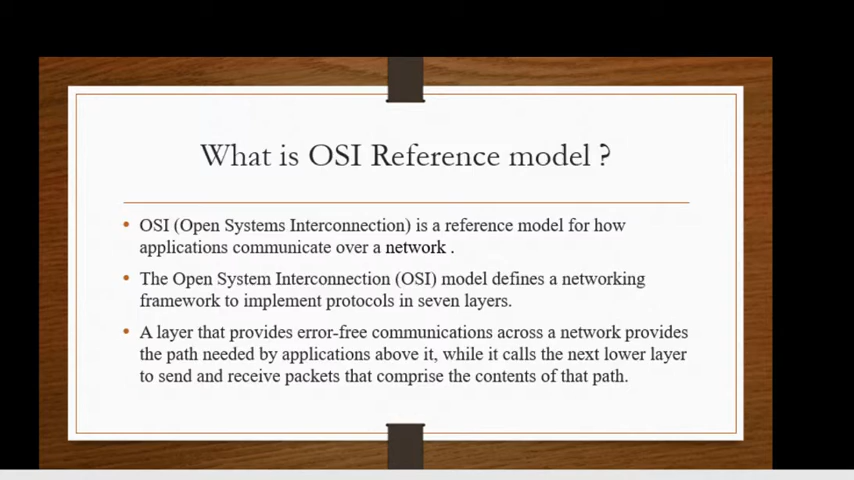 What is OSI Reference model ?
• OSI (Open Systems Interconnection) is a reference model for how
applications communicate over a network .
• The Open System Interconnection (OSI) model defines a networking
framework to implement protocols in seven layers.
• A layer that provides error-free communications across a network provides
the path needed by applications above it, while it calls the next lower layer
to send and receive packets that comprise the contents of that path.